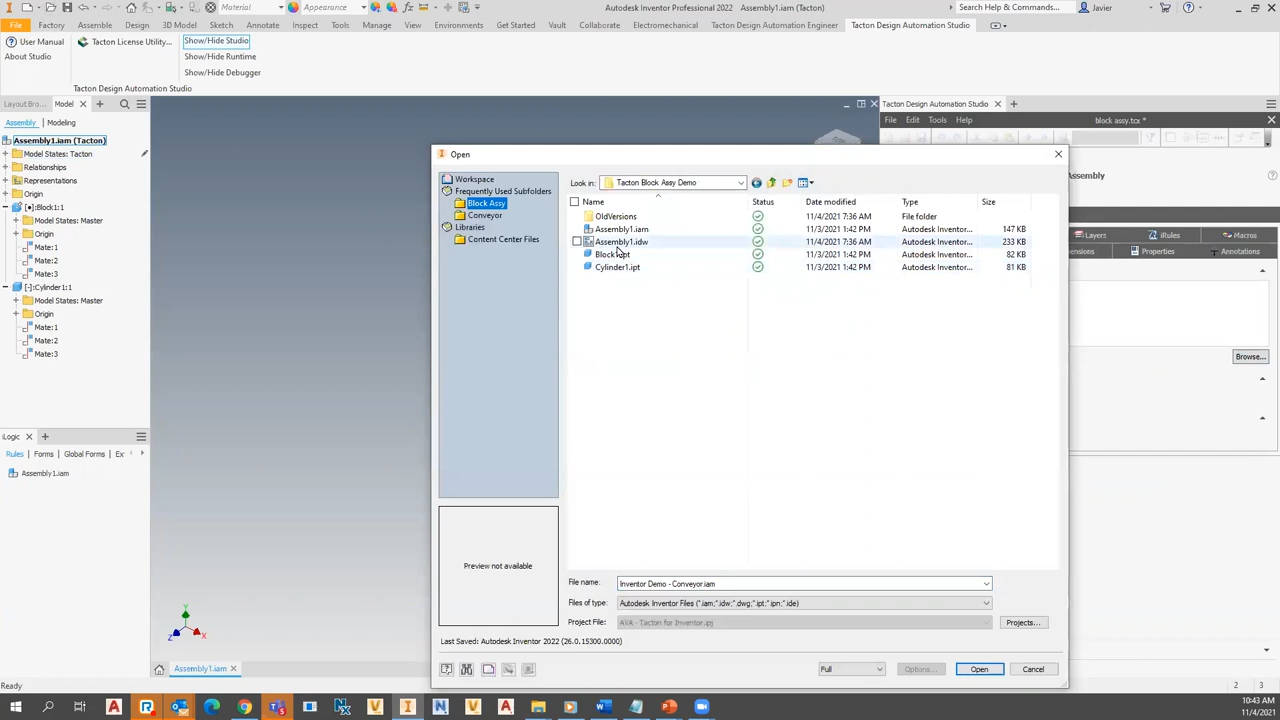 Material
Appearance
Autodesk Inventor Professional 2022 Assembly1.iam (Tacton)
Search Help & Commands...
Javier
File Factory Assemble Design 3D Model Sketch Annotate Inspect Tools Manage View Environments Get Started Vault Collaborate Electromechanical Tacton Design Automation Engineer Tacton Design Automation Studio
User Manual Tacton License Utility... Show/Hide Studio
About Studio Show/Hide Runtime
Show/Hide Debugger
Tacton Design Automation Studio
Layout Bro... Model
Tacton Design Automation Studio
Assembly Modeling
File Edit Tools Help block assy.tcx *
Assembly1.iam (Tacton)
Model States: Tacton
Relationships
Representations
Origin
[●]:Block1:1
Model States: Master
Origin
Mate:1
Mate:2
Mate:3
[-]:Cylinder1:1
Model States: Master
Origin
Mate:1
Mate:2
Mate:3
iLogic
Rules Forms Global Forms Ex
Assembly1.iam
Open
Workspace
Frequently Used Subfolders
Block Assy
Conveyor
Libraries
Content Center Files
Preview not available
Look in: Tacton Block Assy Demo
Name Status Date modified Type Size
OldVersions 11/4/2021 7:36 AM File folder
Assembly1.iam 11/3/2021 1:42 PM Autodesk Inventor... 147 KB
Assembly1.idw 11/4/2021 7:36 AM Autodesk Inventor... 233 KB
11/3/2021 1:42 PM Autodesk Inventor... 82 KB
Cylinder1.ipt 11/3/2021 1:42 PM Autodesk Inventor... 81 KB
File name: Inventor Demo - Conveyor.iam
Files of type: Autodesk Inventor Files (*.iam;*.idw;*.dwg;*.ipt;*.ipn;*.ide)
Project File: AVA - Tacton for Inventor.ipj
Projects...
Last Saved: Autodesk Inventor 2022 (26.0.15300.0000)
Full Options... Open Cancel
Assembly
Layers iRules Macros
Properties Annotations
Browse...
Assembly1.iam
Ready
2 3
10:43 AM
11/4/2021